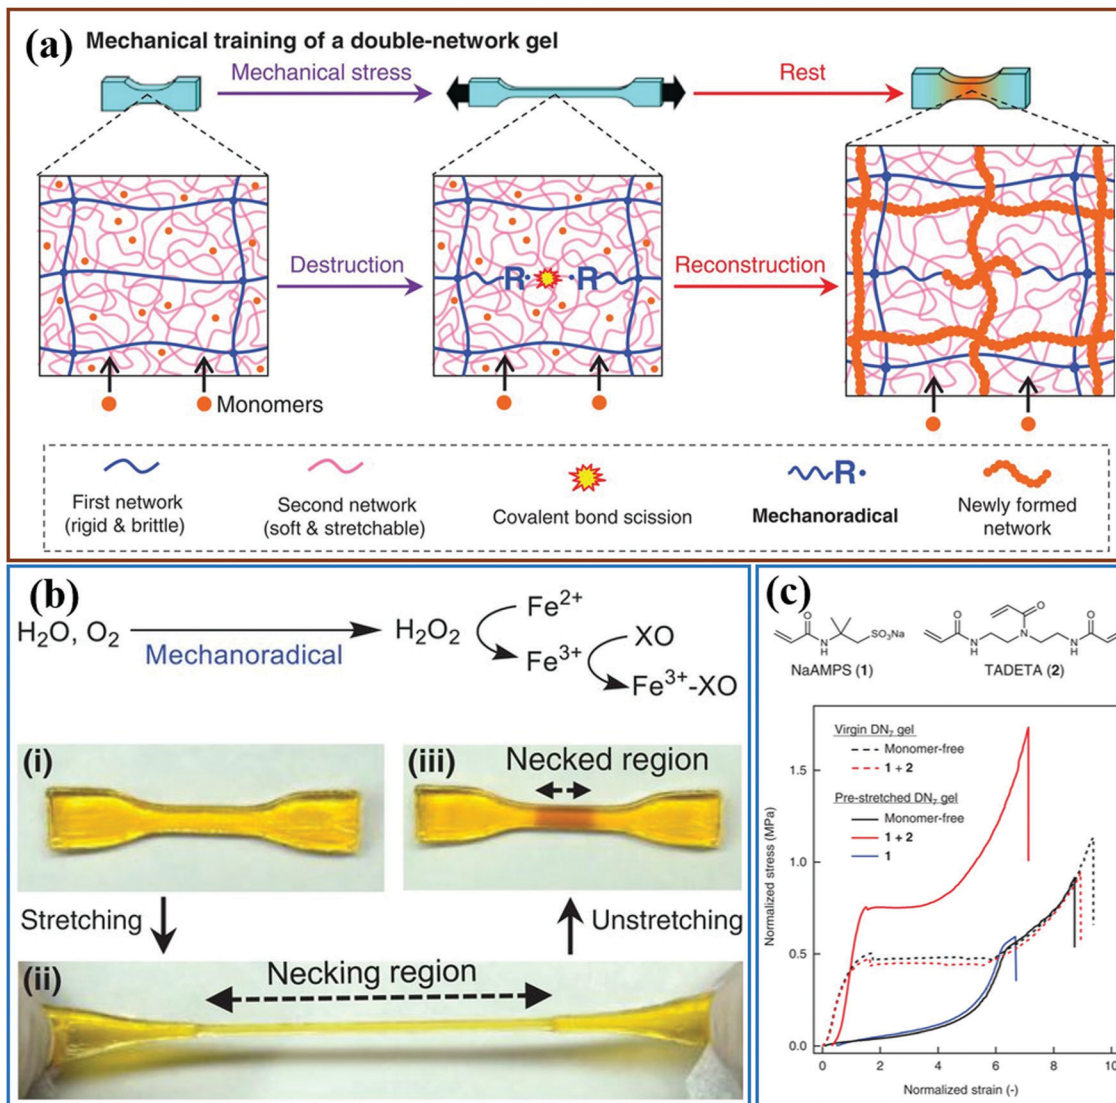 (a) Mechanical training of a double-network gel
Mechanical stress
Rest
Destruction
R·
·R
Reconstruction
Monomers
First network
(rigid & brittle)
Second network
(soft & stretchable)
Covalent bond scission
R·
Mechanoradical
Newly formed
network
(b)
H₂O, O₂
Mechanoradical
H₂O₂
Fe²⁺
Fe³⁺
XO
Fe³⁺-XO
(i)
(iii)
Necked region
Stretching
Unstretching
(ii)
Necking region
(c)
O
N
H
SO₃Na
NaAMPS (1)
O
O
N
H
N
N
H
O
TADETA (2)
Virgin DN₇ gel
Monomer-free
1 + 2
Pre-stretched DN₇ gel
Monomer-free
1 + 2
1
Normalized stress (MPa)
1.5
1.0
0.5
0.0
0 2 4 6 8 10
Normalized strain (-)